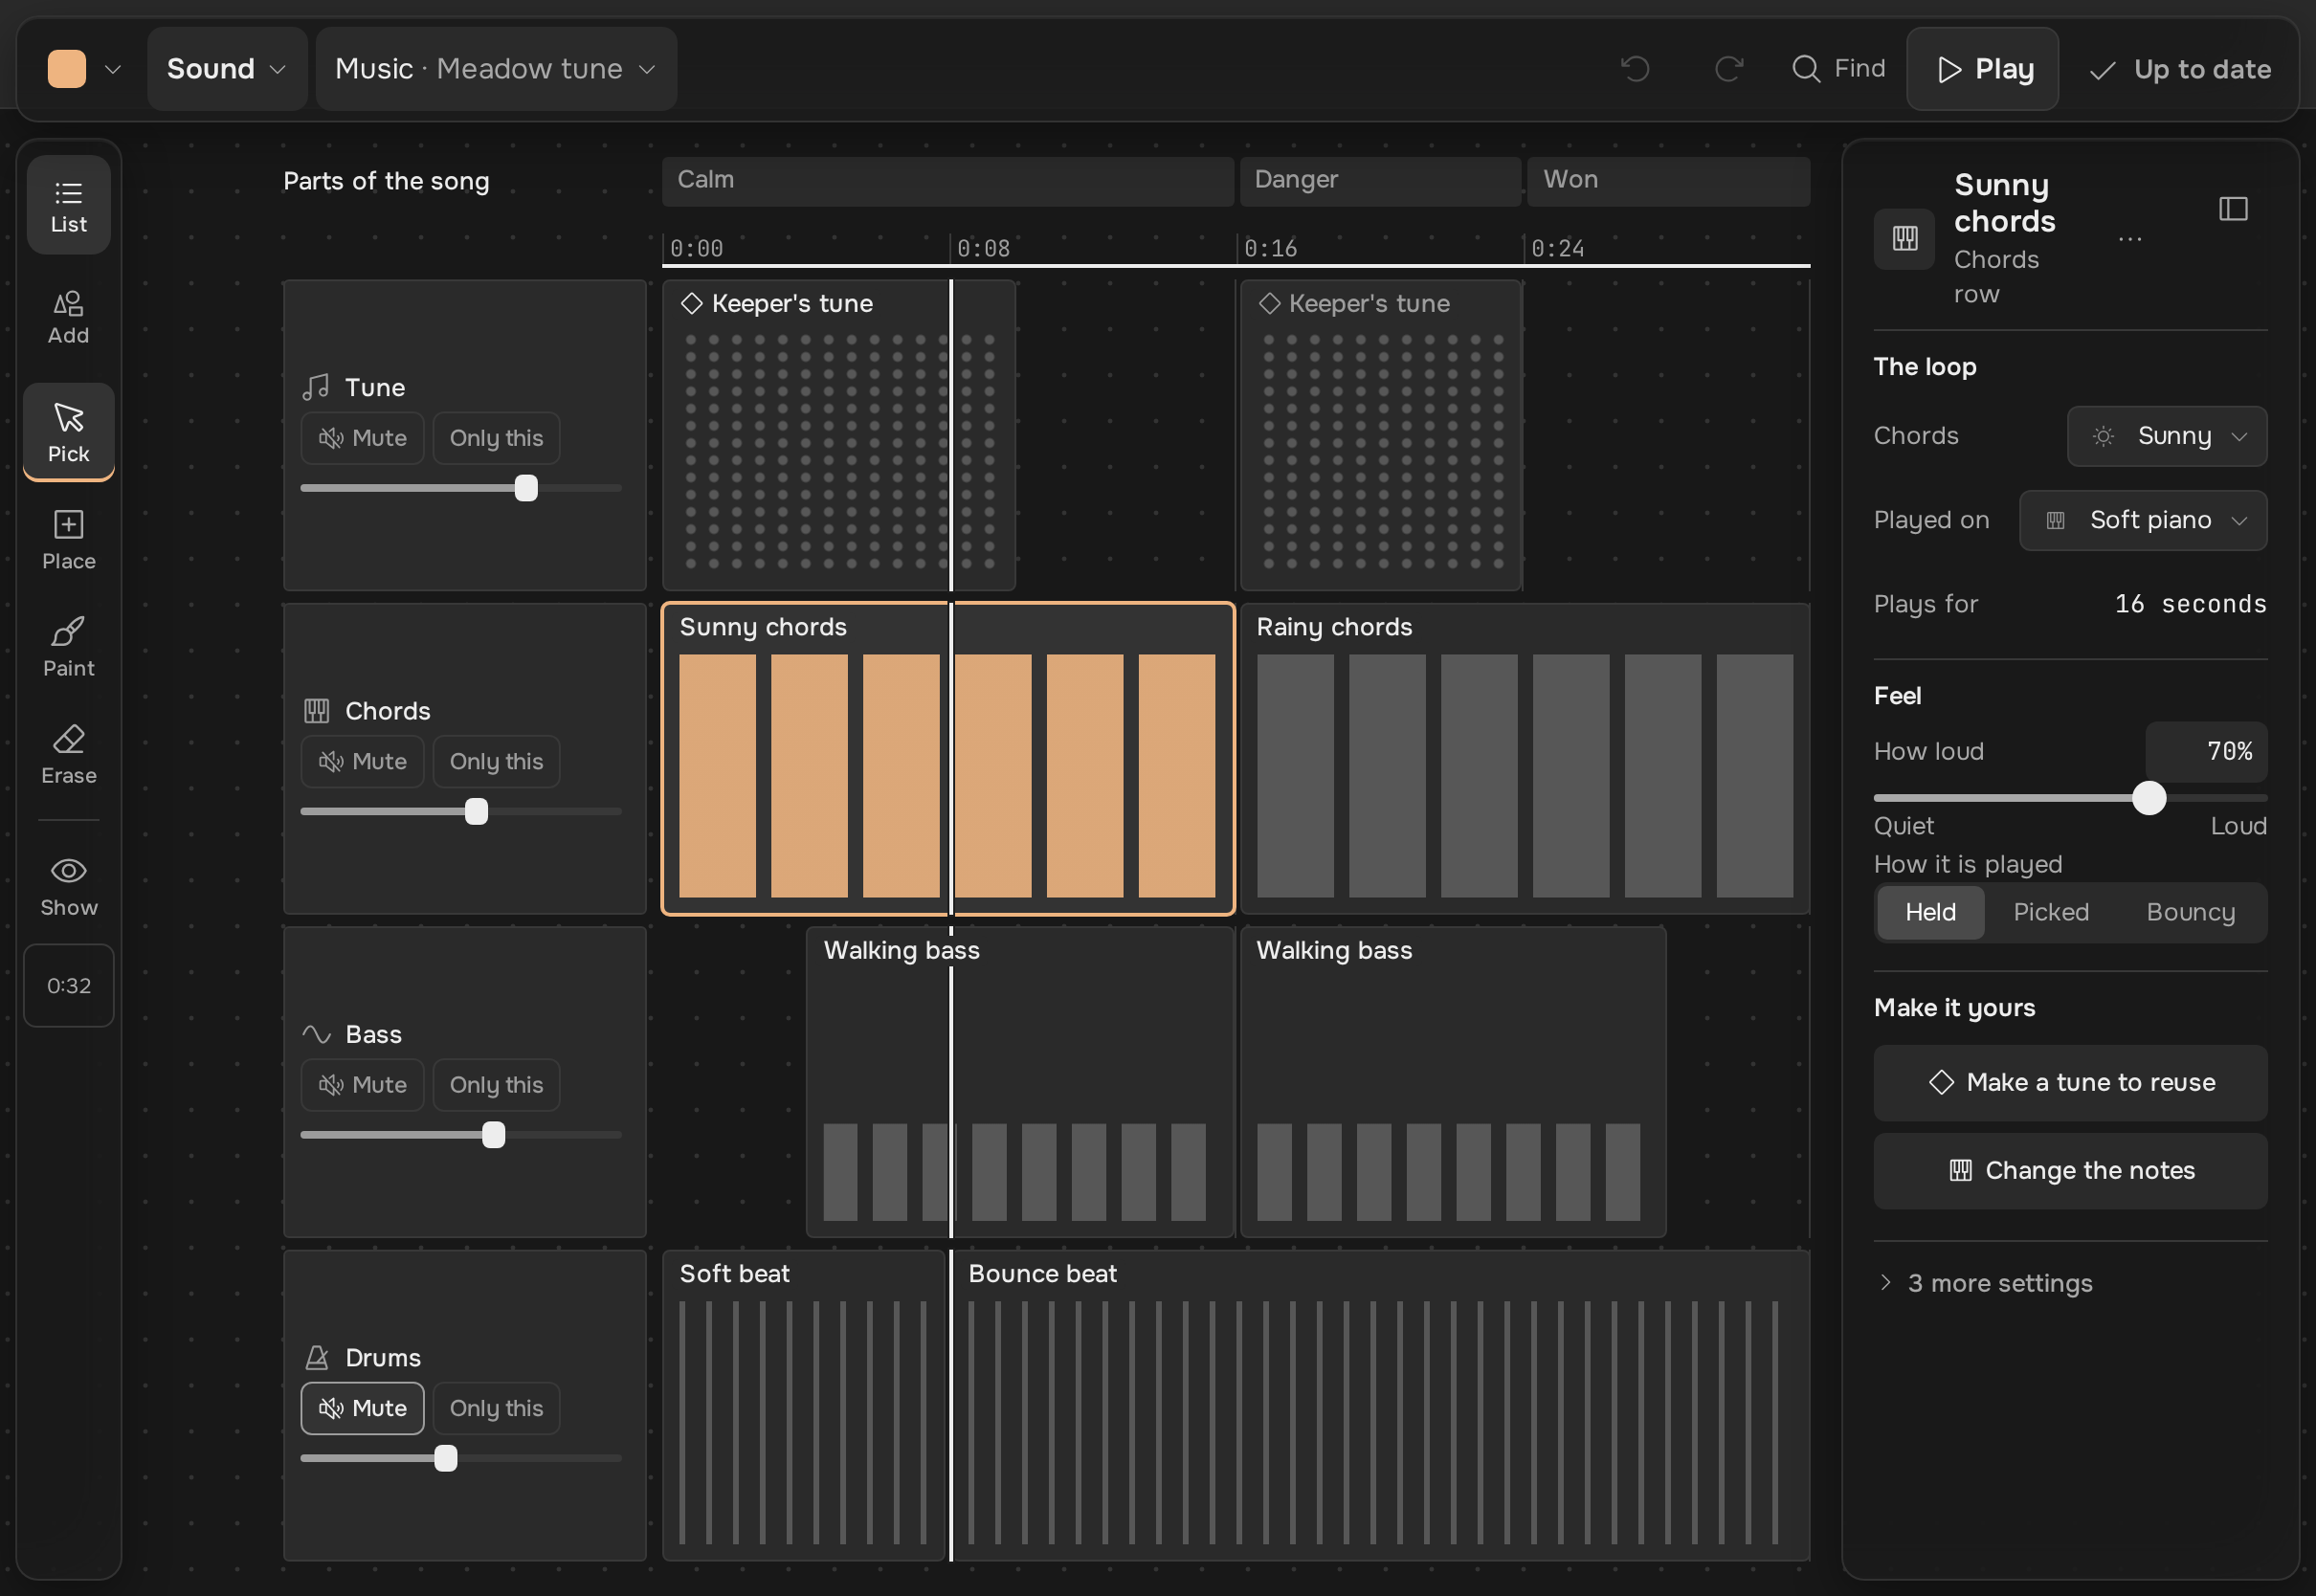 Sound
Music · Meadow tune
Find
Play
Up to date
List
Add
Pick
Place
Paint
Erase
Show
0:32
Parts of the song
Calm
Danger
Won
0:00
0:08
0:16
0:24
Tune
Mute
Only this
Keeper's tune
Keeper's tune
Chords
Mute
Only this
Sunny chords
Rainy chords
Bass
Mute
Only this
Walking bass
Walking bass
Drums
Mute
Only this
Soft beat
Bounce beat
Sunny
chords
Chords
row
...
The loop
Chords
Sunny
Played on
Soft piano
Plays for
16 seconds
Feel
How loud
70%
Quiet
Loud
How it is played
Held
Picked
Bouncy
Make it yours
Make a tune to reuse
Change the notes
3 more settings